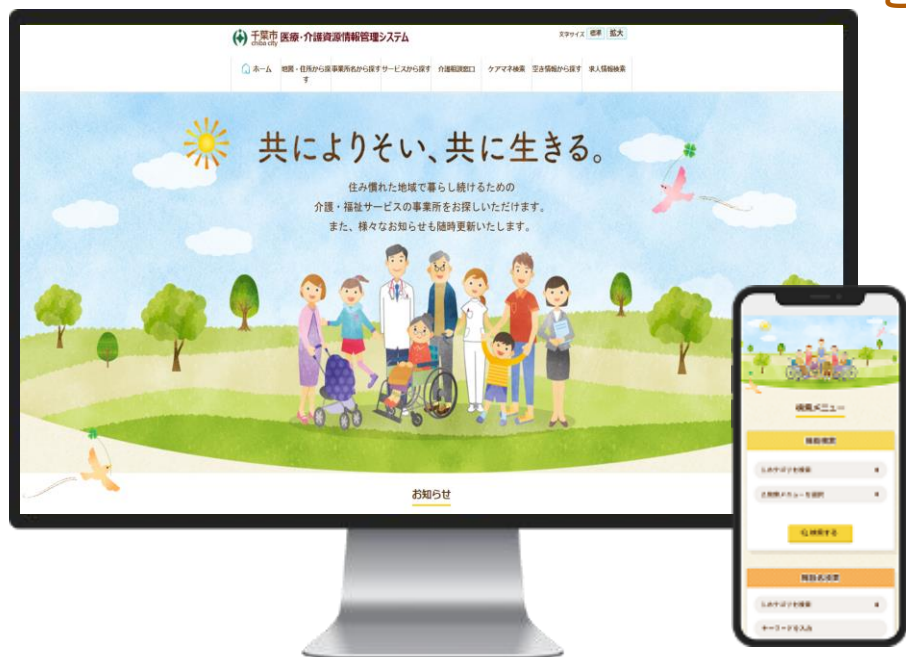 千葉市 医療・介護資源情報管理システム
chiba city
文字サイズ 標準 拡大
ホーム
地図・住所から探す
事業所名から探す
サービスから探す
介護相談窓口
ケアマネ検索
空き情報から探す
求人情報検索
共によりそい、共に生きる。
住み慣れた地域で暮らし続けるための
介護・福祉サービスの事業所をお探しいただけます。
また、様々なお知らせも随時更新いたします。
お知らせ
検索メニュー
検索する